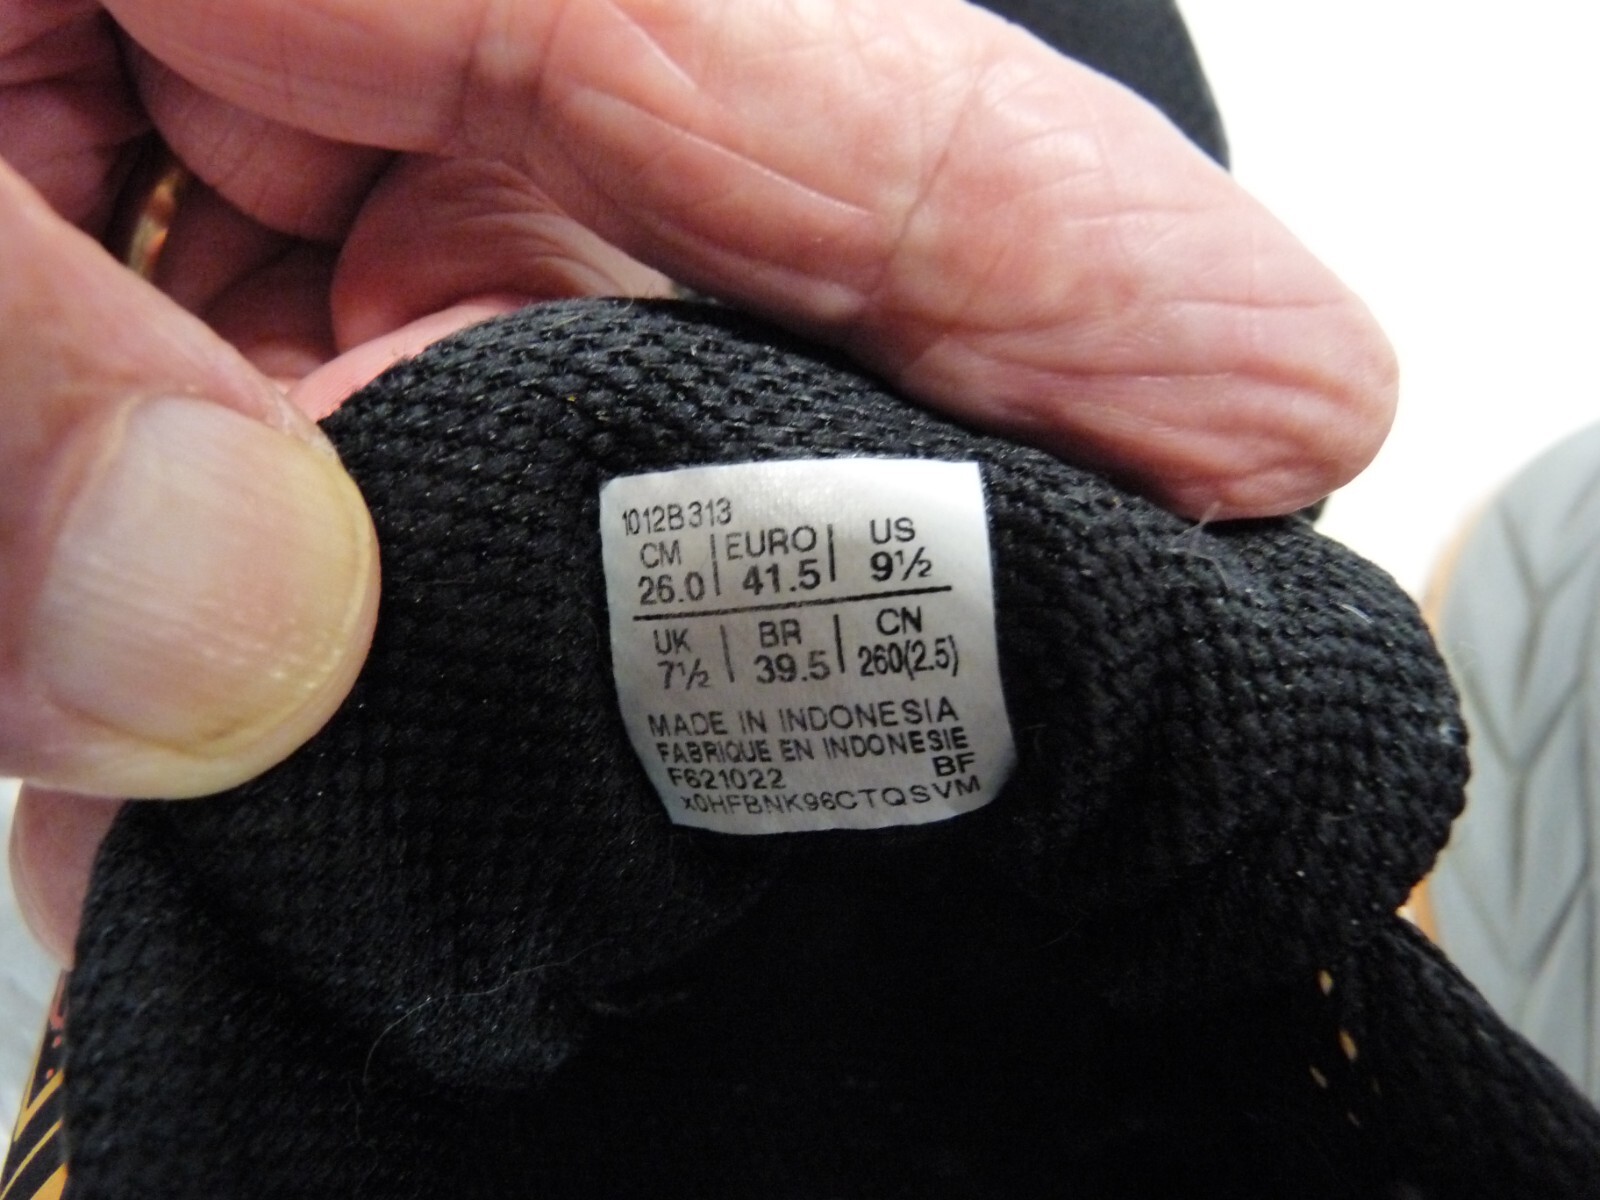 1012B313
CM | EURO | US
26.0 | 41.5 | 9½
UK | BR | CN
7½ | 39.5 | 260(2.5)
MADE IN INDONESIA
FABRIQUE EN INDONESIE
F621022 BF
x0HFBNK96CTQSVM